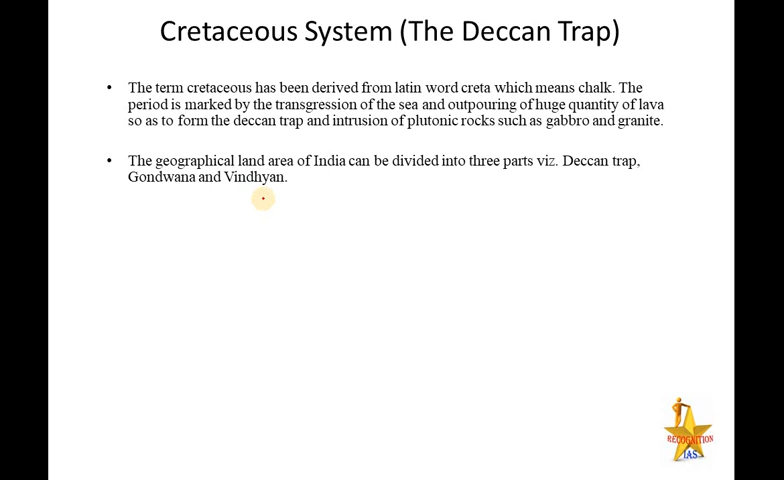 Cretaceous System (The Deccan Trap)
• The term cretaceous has been derived from latin word creta which means chalk. The
period is marked by the transgression of the sea and outpouring of huge quantity of lava
so as to form the deccan trap and intrusion of plutonic rocks such as gabbro and granite.
• The geographical land area of India can be divided into three parts viz. Deccan trap,
Gondwana and Vindhyan.
RECOGNITION
IAS